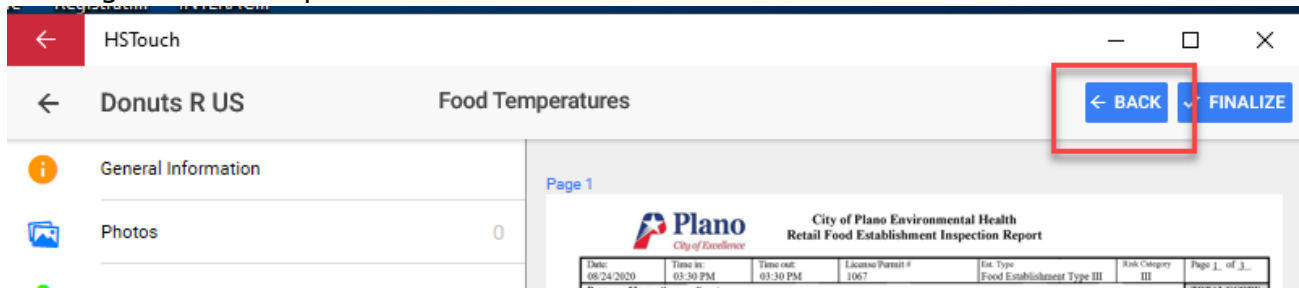 HSTouch
Donuts R US Food Temperatures BACK FINALIZE
General Information
Page 1
Photos 0
Plano
City of Excellence
City of Plano Environmental Health
Retail Food Establishment Inspection Report
Date: Time in: Time out: License/Permit # Est. Type Risk Category Page 1 of 3
08/24/2020 03:30 PM 03:30 PM 1067 Food Establishment Type III III